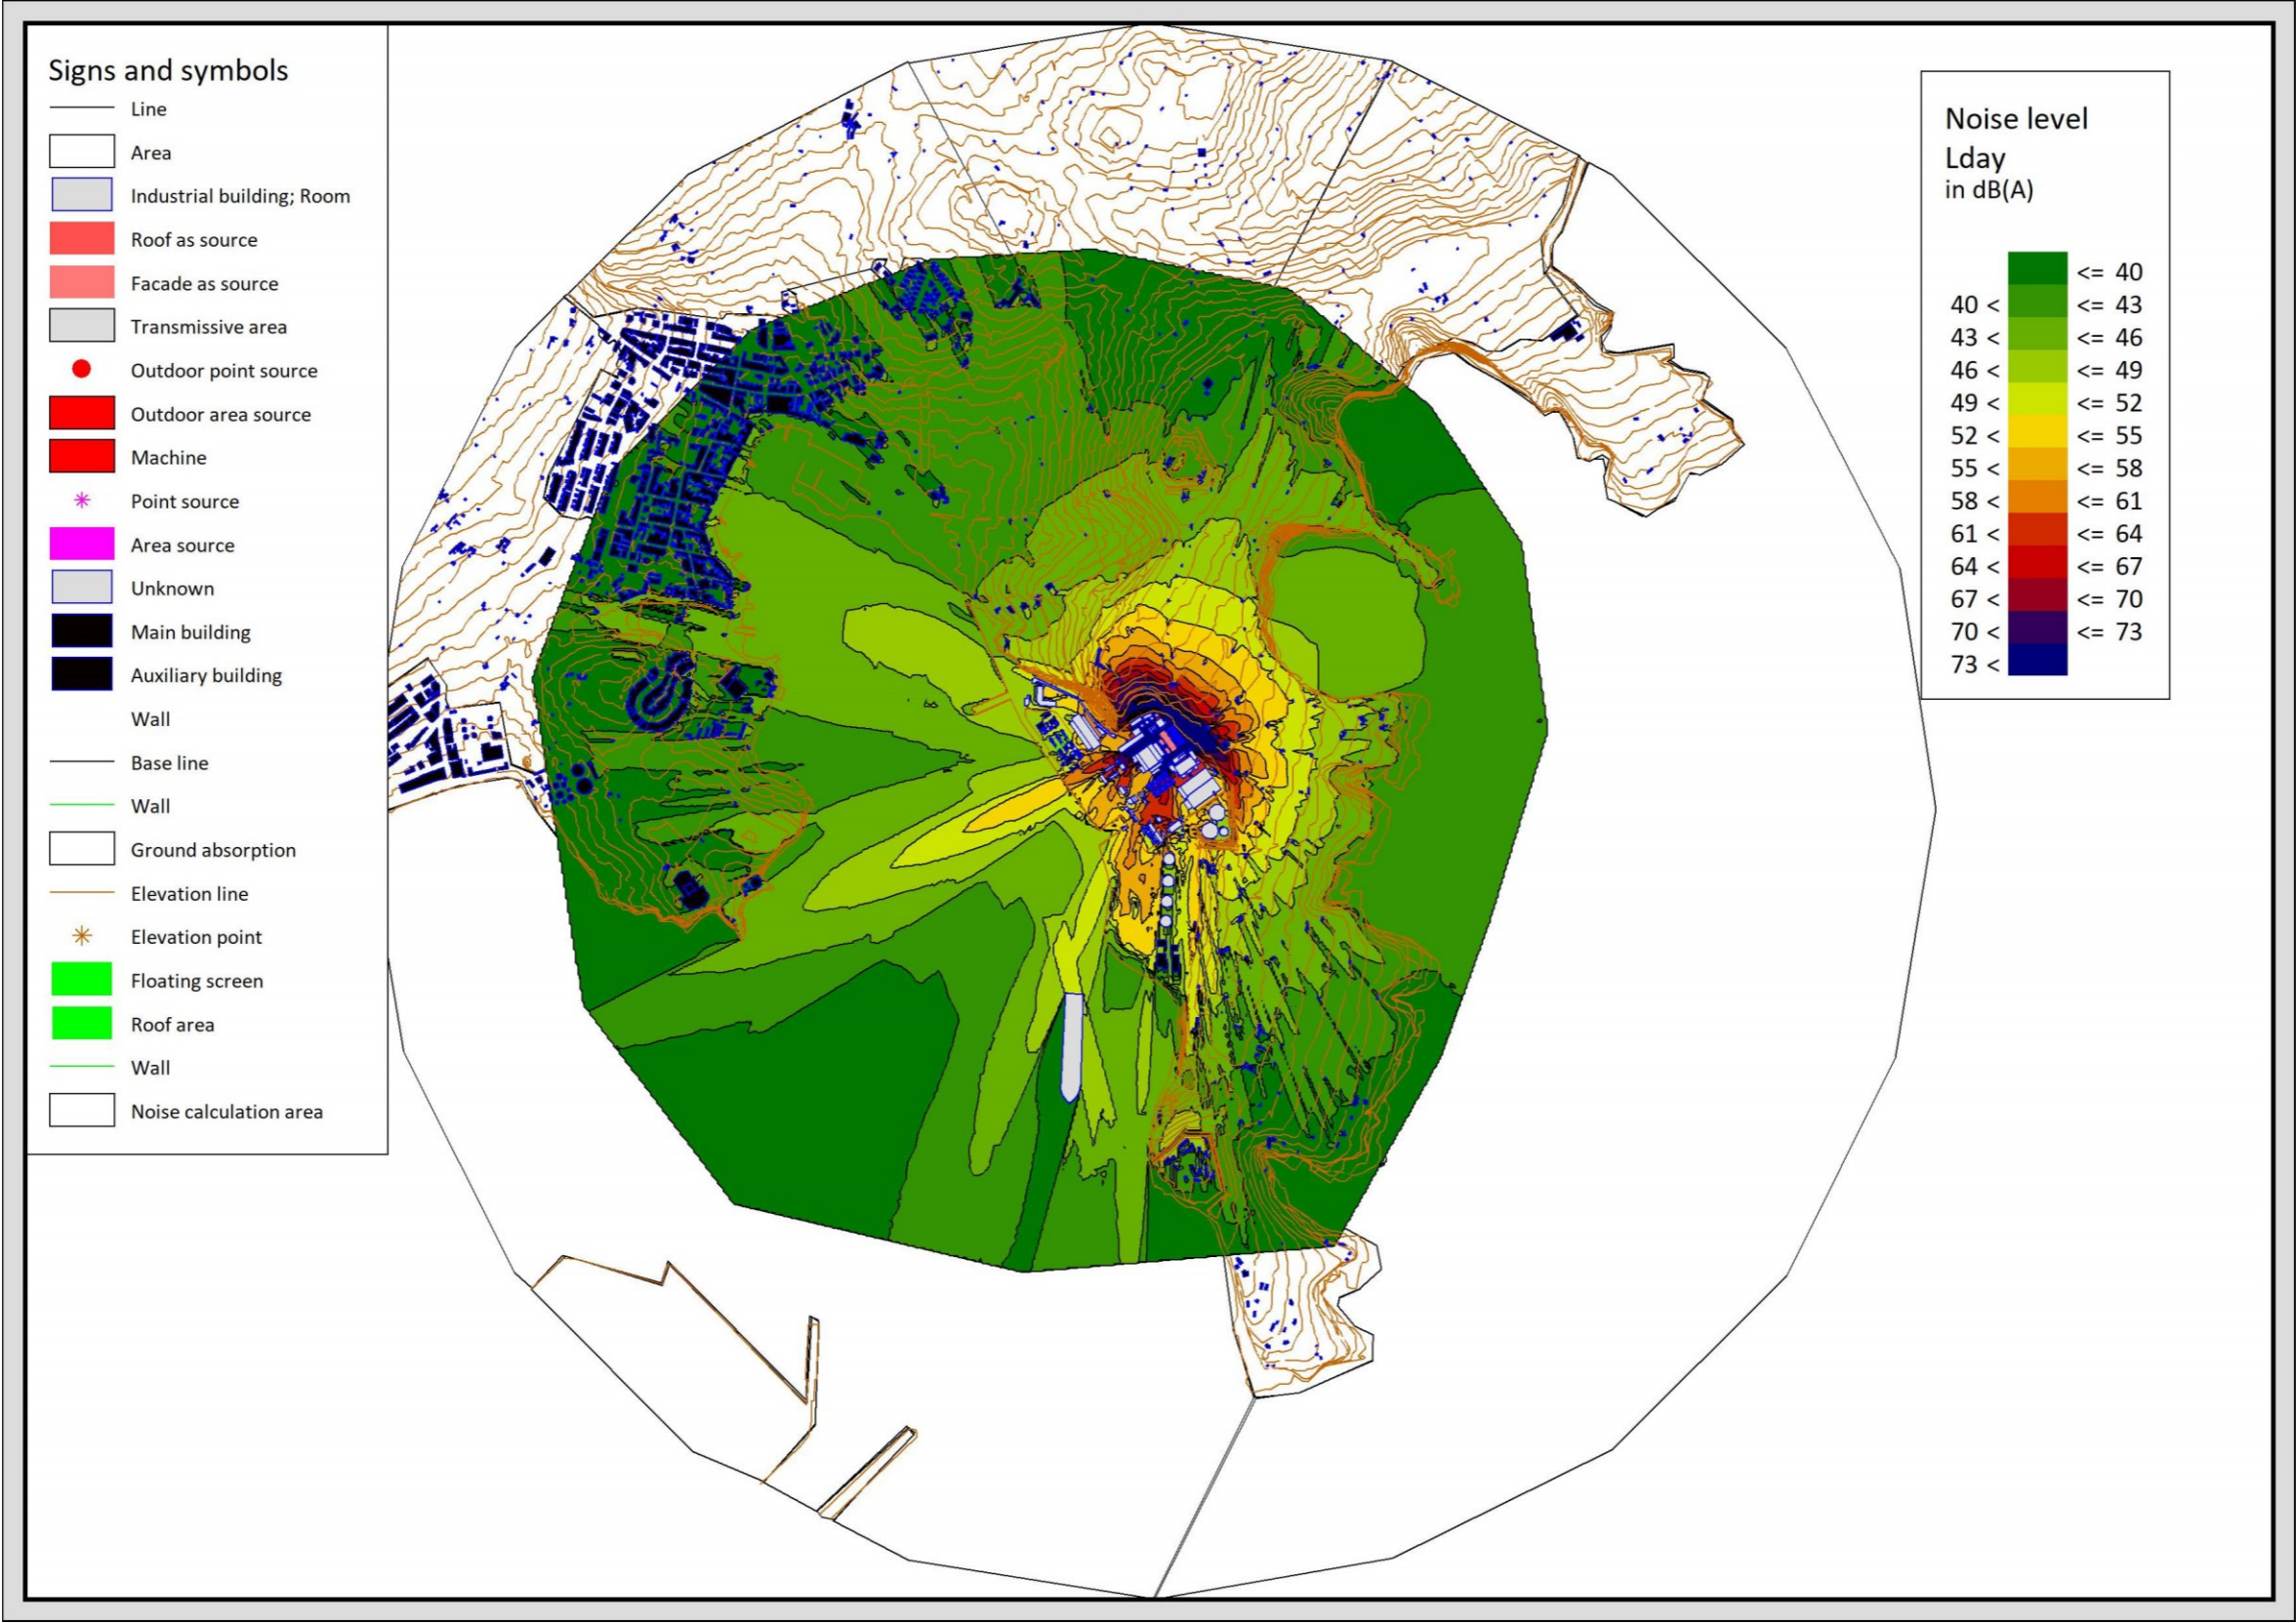 Signs and symbols
Line
Area
Industrial building; Room
Roof as source
Facade as source
Transmissive area
Outdoor point source
Outdoor area source
Machine
Point source
Area source
Unknown
Main building
Auxiliary building
Wall
Base line
Wall
Ground absorption
Elevation line
Elevation point
Floating screen
Roof area
Wall
Noise calculation area
Noise level
Lday
in dB(A)
<= 40
40 < <= 43
43 < <= 46
46 < <= 49
49 < <= 52
52 < <= 55
55 < <= 58
58 < <= 61
61 < <= 64
64 < <= 67
67 < <= 70
70 < <= 73
73 <